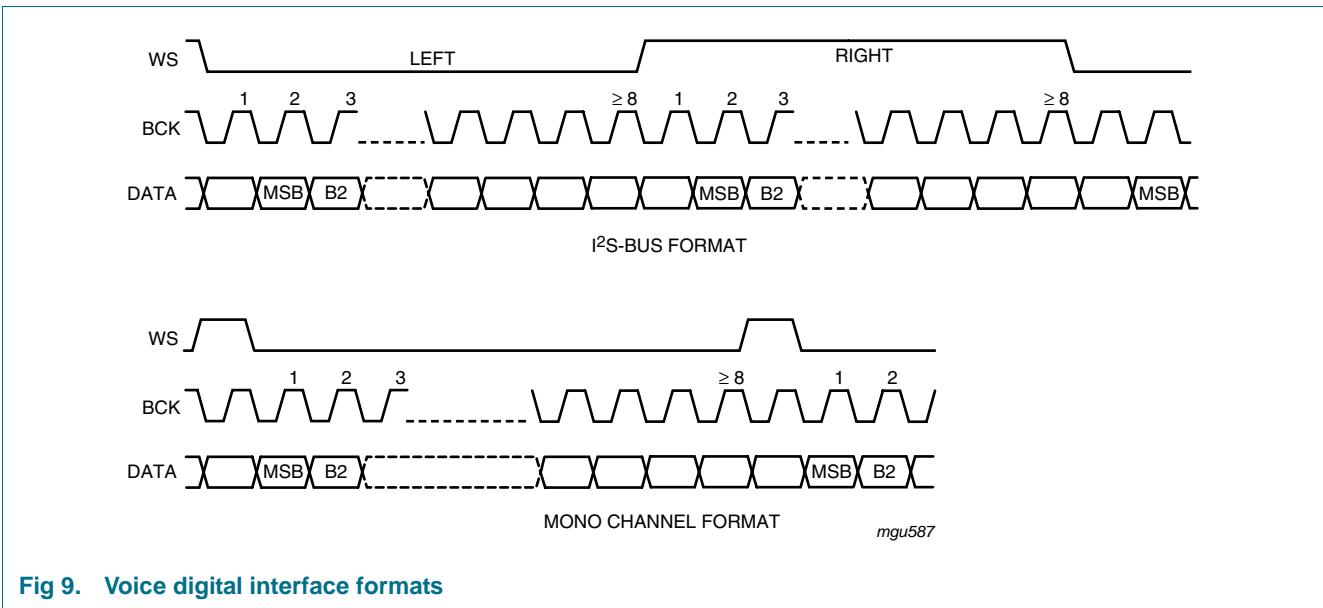 WS LEFT RIGHT
1 2 3 ≥ 8 1 2 3 ≥ 8
BCK
DATA MSB B2 MSB B2 MSB
I²S-BUS FORMAT
WS
1 2 3 ≥ 8 1 2
BCK
DATA MSB B2 MSB B2
MONO CHANNEL FORMAT
mgu587
Fig 9. Voice digital interface formats